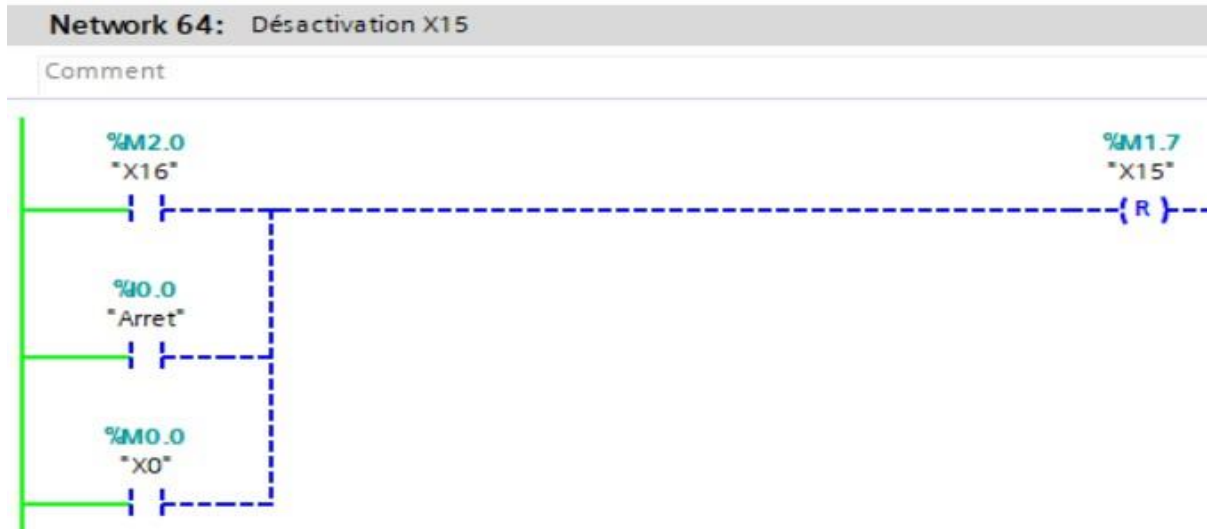 Network 64: Désactivation X15
Comment
%M2.0
"X16"
%M1.7
"X15"
R
%I0.0
"Arret"
%M0.0
"X0"